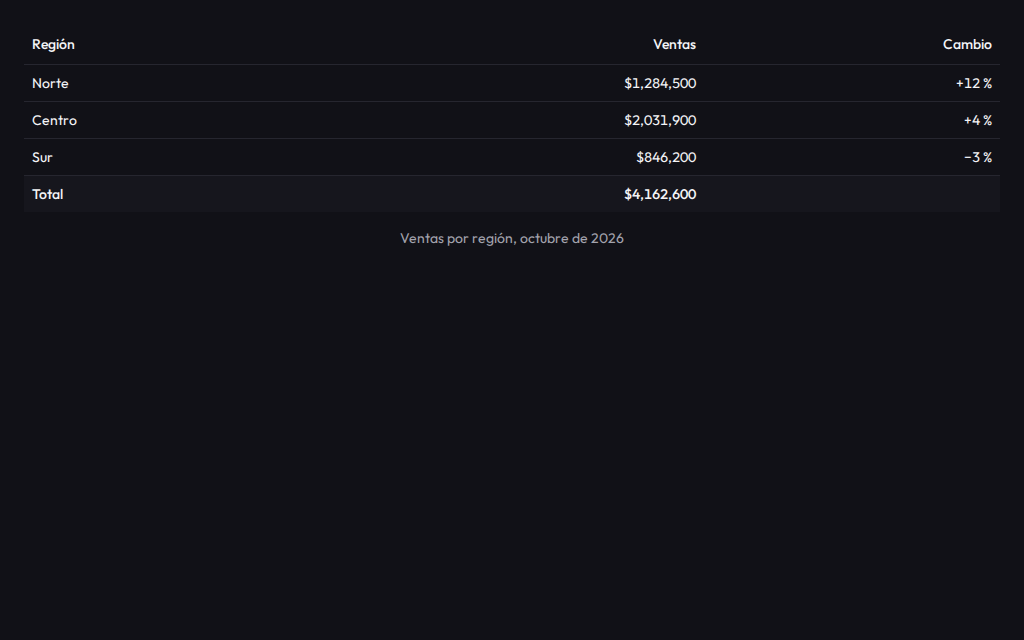 Región Ventas Cambio
Norte $1,284,500 +12 %
Centro $2,031,900 +4 %
Sur $846,200 −3 %
Total $4,162,600
Ventas por región, octubre de 2026